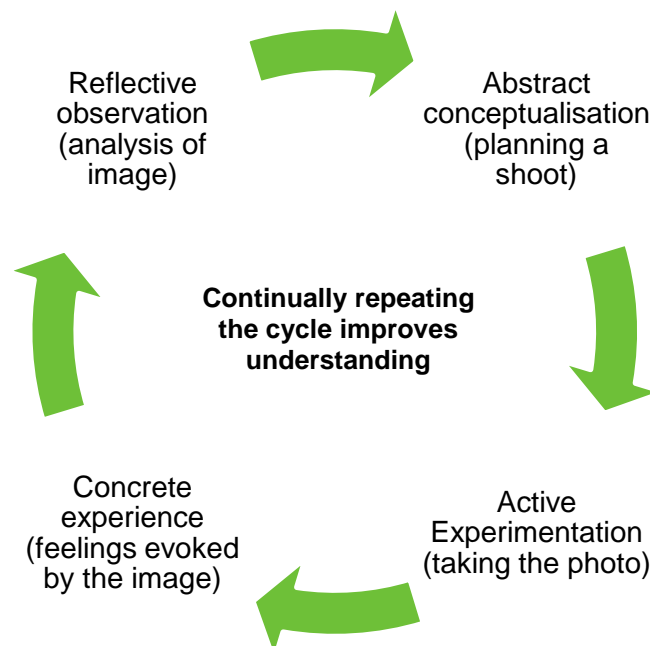 Reflective
observation
(analysis of
image)
Abstract
conceptualisation
(planning a
shoot)
Continually repeating
the cycle improves
understanding
Concrete
experience
(feelings evoked
by the image)
Active
Experimentation
(taking the photo)